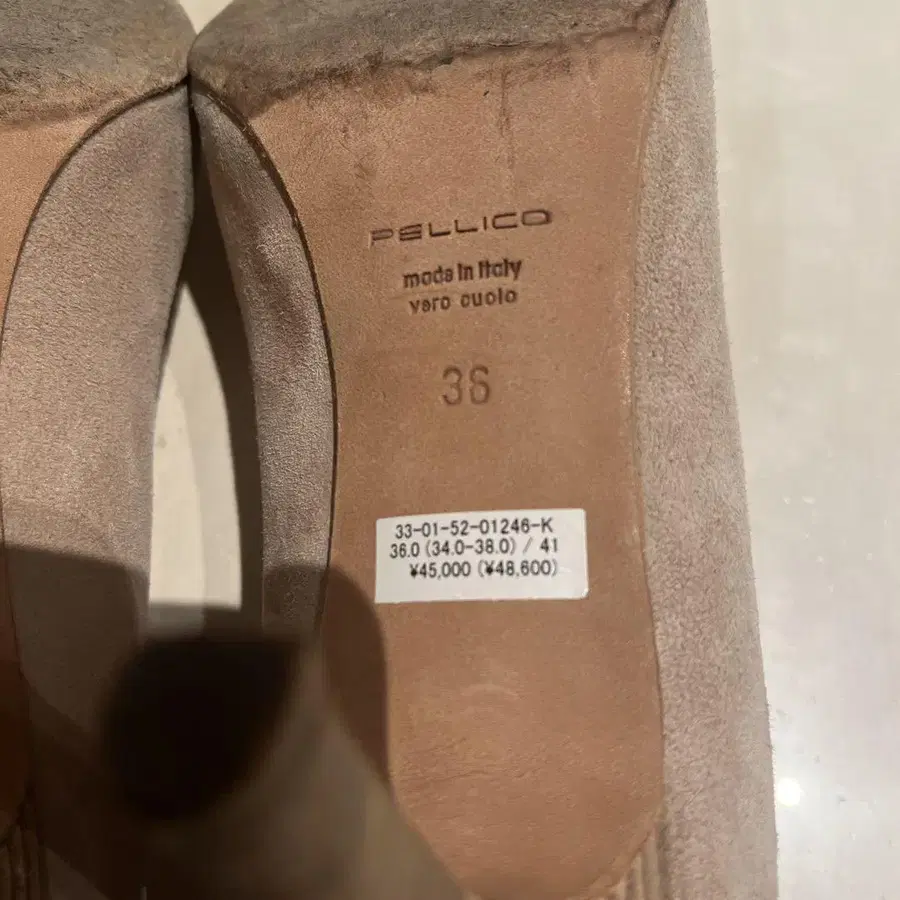 PELLICO
made in Italy
vero cuoio
36
33-01-52-01246-K
36.0 (34.0-38.0) / 41
¥45,000 (¥48,600)